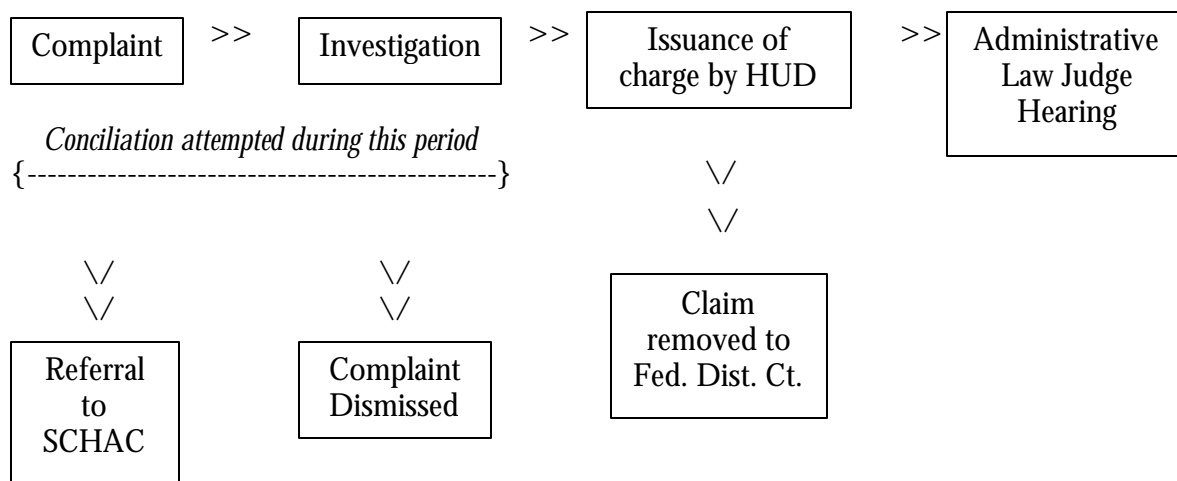 Complaint >> Investigation >> Issuance of >> Administrative
charge by HUD Law Judge
Hearing
Conciliation attempted during this period
{-----------------------------------------------}
\/
\/
\/ \/
\/ \/
Claim
removed to
Fed. Dist. Ct.
Referral
to
SCHAC
Complaint
Dismissed